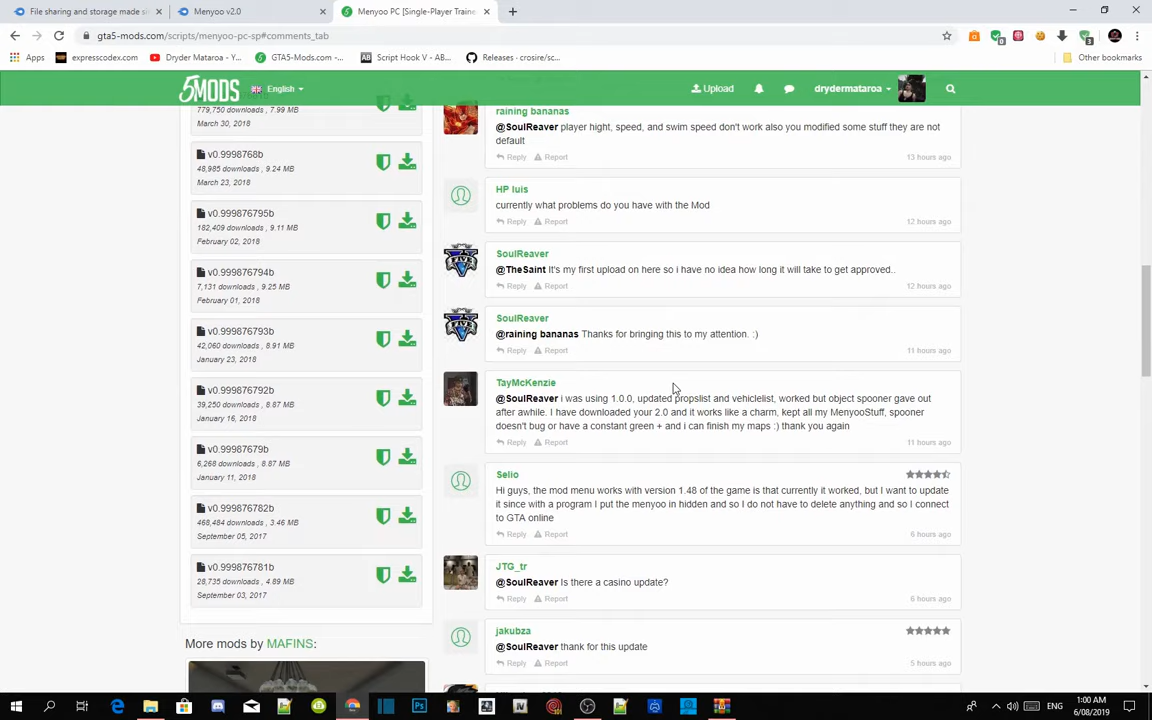 File sharing and storage made si
Menyoo v2.0
Menyoo PC [Single-Player Traine
gta5-mods.com/scripts/menyoo-pc-sp#comments_tab
Apps
expresscodex.com
Dryder Mataroa - Y...
GTA5-Mods.com -...
Script Hook V - AB...
Releases · crosire/sc...
Other bookmarks
5MODS
English
Upload
drydermataroa
779,750 downloads , 7.99 MB
March 30, 2018
v0.9998768b
48,985 downloads , 9.24 MB
March 23, 2018
v0.999876795b
182,409 downloads , 9.11 MB
February 02, 2018
v0.999876794b
7,131 downloads , 9.25 MB
February 01, 2018
v0.999876793b
42,060 downloads , 8.91 MB
January 23, 2018
v0.999876792b
39,250 downloads , 8.87 MB
January 16, 2018
v0.99987679b
6,268 downloads , 8.87 MB
January 11, 2018
v0.999876782b
468,484 downloads , 3.46 MB
September 05, 2017
v0.999876781b
28,735 downloads , 4.89 MB
September 03, 2017
More mods by MAFINS:
raining bananas
@SoulReaver player hight, speed, and swim speed don't work also you modified some stuff they are not
default
Reply Report
13 hours ago
HP luis
currently what problems do you have with the Mod
Reply Report
12 hours ago
SoulReaver
@TheSaint It's my first upload on here so i have no idea how long it will take to get approved..
Reply Report
12 hours ago
SoulReaver
@raining bananas Thanks for bringing this to my attention. :)
Reply Report
11 hours ago
TayMcKenzie
@SoulReaver i was using 1.0.0, updated propslist and vehiclelist, worked but object spooner gave out
after awhile. I have downloaded your 2.0 and it works like a charm, kept all my MenyooStuff, spooner
doesn't bug or have a constant green + and i can finish my maps :) thank you again
Reply Report
11 hours ago
Selio
Hi guys, the mod menu works with version 1.48 of the game is that currently it worked, but I want to update
it since with a program I put the menyoo in hidden and so I do not have to delete anything and so I connect
to GTA online
Reply Report
6 hours ago
JTG_tr
@SoulReaver Is there a casino update?
Reply Report
6 hours ago
jakubza
@SoulReaver thank for this update
Reply Report
5 hours ago
ENG
1:00 AM
6/08/2019